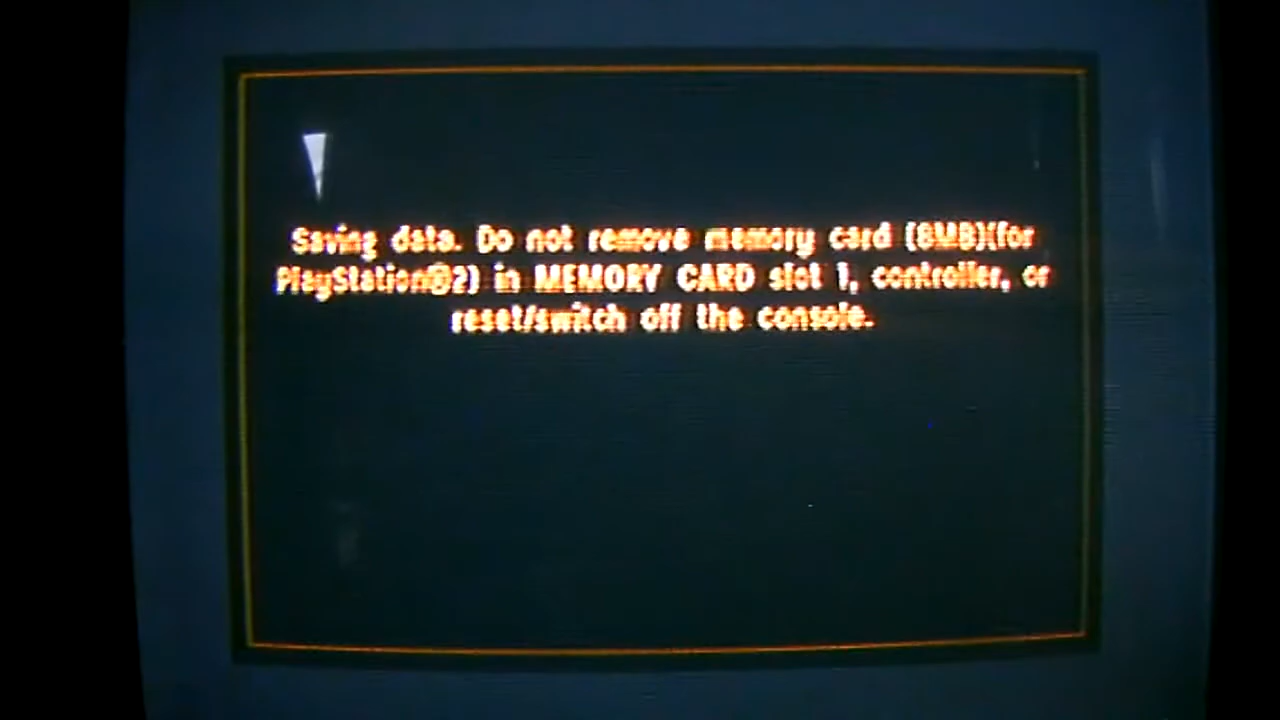 Saving data. Do not remove memory card (8MB)(for
PlayStation®2) in MEMORY CARD slot 1, controller, or
reset/switch off the console.